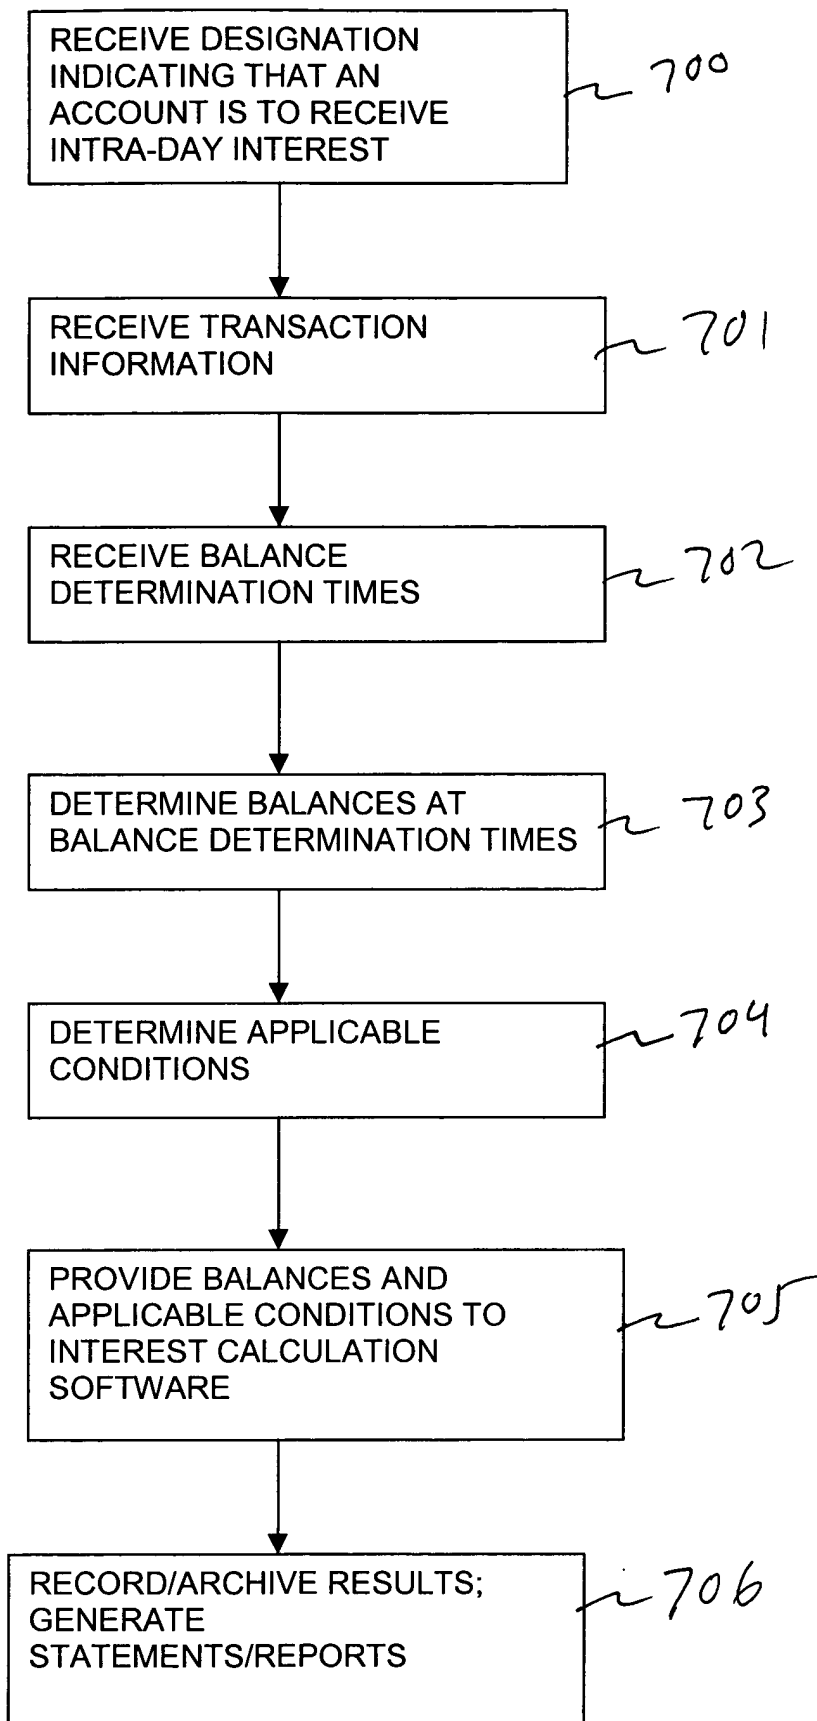 RECEIVE DESIGNATION
INDICATING THAT AN
ACCOUNT IS TO RECEIVE
INTRA-DAY INTEREST
700
RECEIVE TRANSACTION
INFORMATION
701
RECEIVE BALANCE
DETERMINATION TIMES
702
DETERMINE BALANCES AT
BALANCE DETERMINATION TIMES
703
DETERMINE APPLICABLE
CONDITIONS
704
PROVIDE BALANCES AND
APPLICABLE CONDITIONS TO
INTEREST CALCULATION
SOFTWARE
705
RECORD/ARCHIVE RESULTS;
GENERATE
STATEMENTS/REPORTS
706